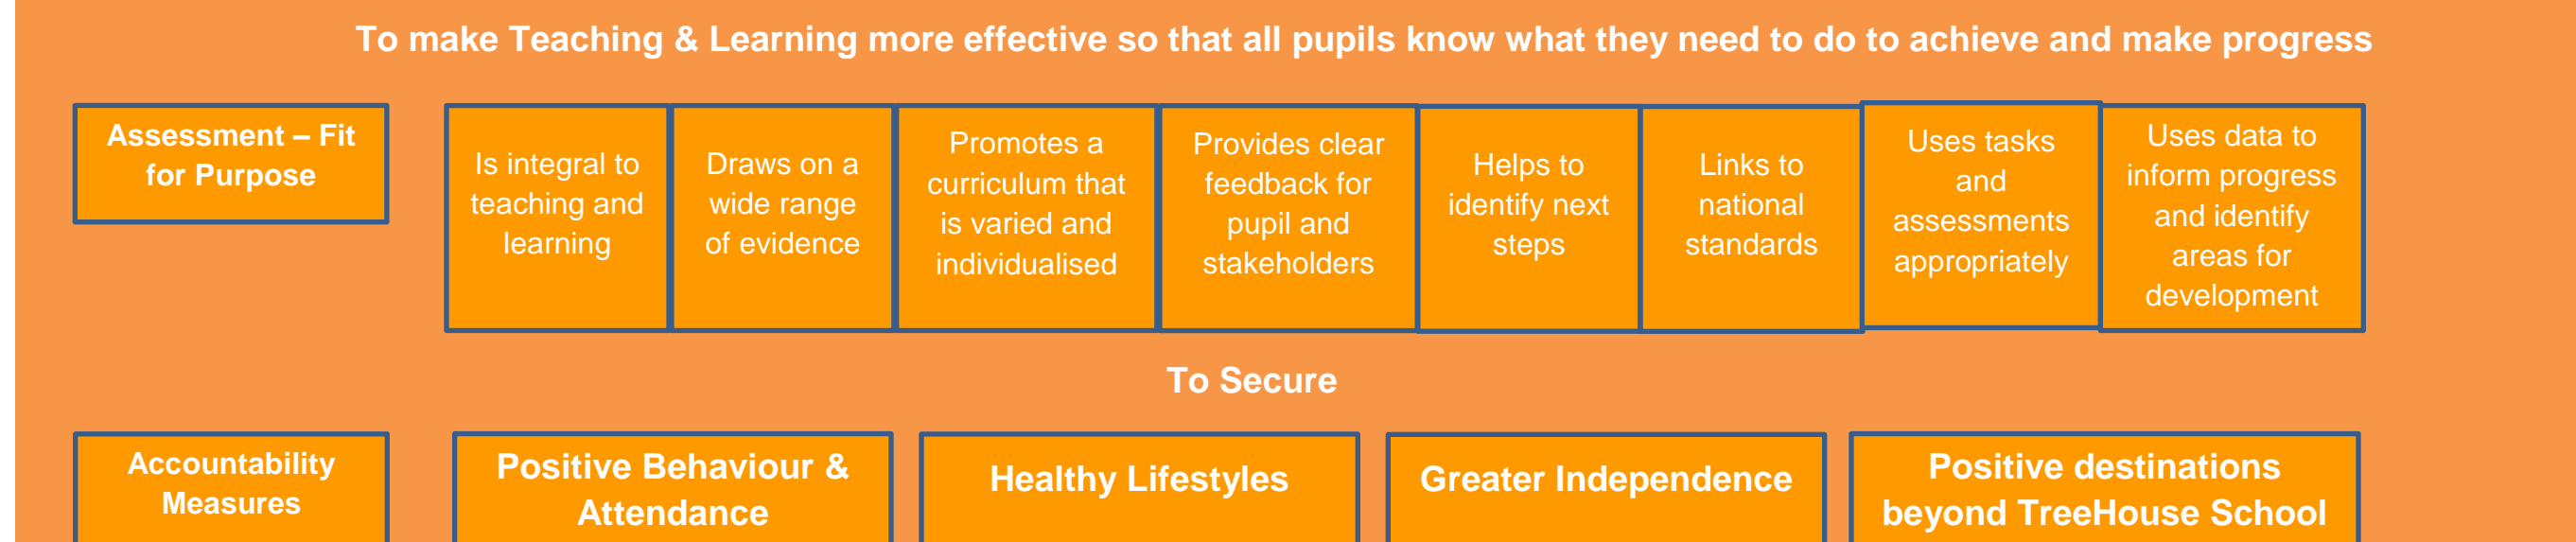 To make Teaching & Learning more effective so that all pupils know what they need to do to achieve and make progress
Assessment – Fit
for Purpose
Is integral to
teaching and
learning
Draws on a
wide range
of evidence
Promotes a
curriculum that
is varied and
individualised
Provides clear
feedback for
pupil and
stakeholders
Helps to
identify next
steps
Links to
national
standards
Uses tasks
and
assessments
appropriately
Uses data to
inform progress
and identify
areas for
development
To Secure
Accountability
Measures
Positive Behaviour &
Attendance
Healthy Lifestyles
Greater Independence
Positive destinations
beyond TreeHouse School